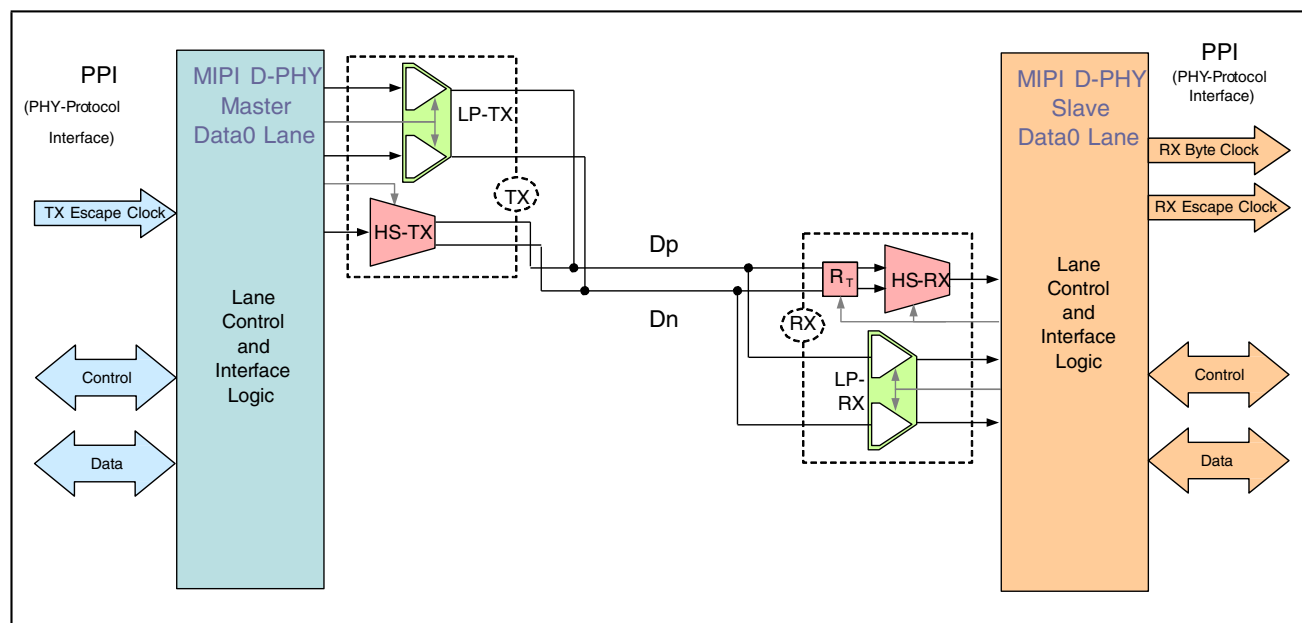 PPI
(PHY-Protocol
Interface)
TX Escape Clock
Control
Data
MIPI D-PHY
Master
Data0 Lane
Lane
Control
and
Interface
Logic
LP-TX
TX
HS-TX
Dp
Dn
RT
HS-RX
RX
LP-
RX
MIPI D-PHY
Slave
Data0 Lane
Lane
Control
and
Interface
Logic
PPI
(PHY-Protocol
Interface)
RX Byte Clock
RX Escape Clock
Control
Data